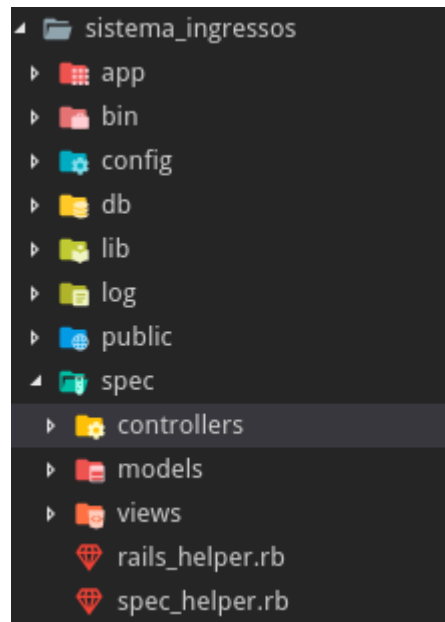 sistema_ingressos
app
bin
config
db
lib
log
public
spec
controllers
models
views
rails_helper.rb
spec_helper.rb